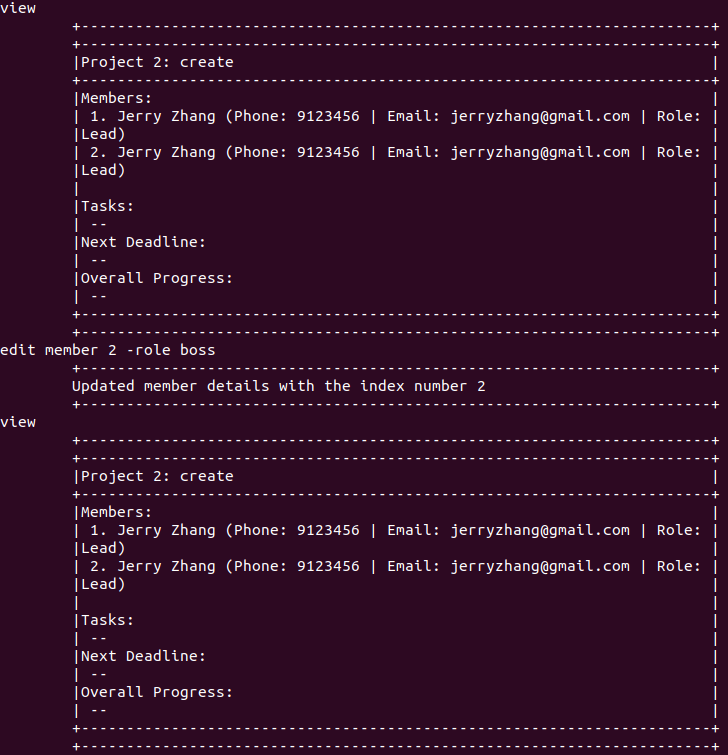 view
+----------------------------------------------------------------------+
+----------------------------------------------------------------------+
|Project 2: create |
+----------------------------------------------------------------------+
|Members: |
| 1. Jerry Zhang (Phone: 9123456 | Email: jerryzhang@gmail.com | Role: |
|Lead) |
| 2. Jerry Zhang (Phone: 9123456 | Email: jerryzhang@gmail.com | Role: |
|Lead) |
| |
|Tasks: |
| -- |
|Next Deadline: |
| -- |
|Overall Progress: |
| -- |
+----------------------------------------------------------------------+
+----------------------------------------------------------------------+
edit member 2 -role boss
+----------------------------------------------------------------------+
Updated member details with the index number 2
+----------------------------------------------------------------------+
view
+----------------------------------------------------------------------+
+----------------------------------------------------------------------+
|Project 2: create |
+----------------------------------------------------------------------+
|Members: |
| 1. Jerry Zhang (Phone: 9123456 | Email: jerryzhang@gmail.com | Role: |
|Lead) |
| 2. Jerry Zhang (Phone: 9123456 | Email: jerryzhang@gmail.com | Role: |
|Lead) |
| |
|Tasks: |
| -- |
|Next Deadline: |
| -- |
|Overall Progress: |
| -- |
+----------------------------------------------------------------------+
+----------------------------------------------------------------------+